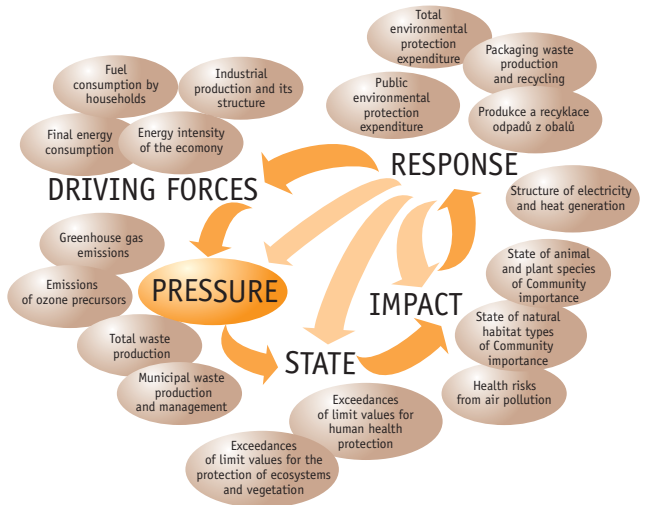 Total
environmental
protection
expenditure
Packaging waste
production
and recycling
Public
environmental
protection
expenditure
Produkce a recyklace
odpadů z obalů
Fuel
consumption by
households
Industrial
production and its
structure
Final energy
consumption
Energy intensity
of the ecomony
RESPONSE
DRIVING FORCES
Structure of electricity
and heat generation
Greenhouse gas
emissions
Emissions
of ozone precursors
PRESSURE
IMPACT
State of animal
and plant species
of Community
importance
State of natural
habitat types
of Community
importance
Total waste
production
STATE
Municipal waste
production
and management
Health risks
from air pollution
Exceedances
of limit values for
human health
protection
Exceedances
of limit values for the
protection of ecosystems
and vegetation